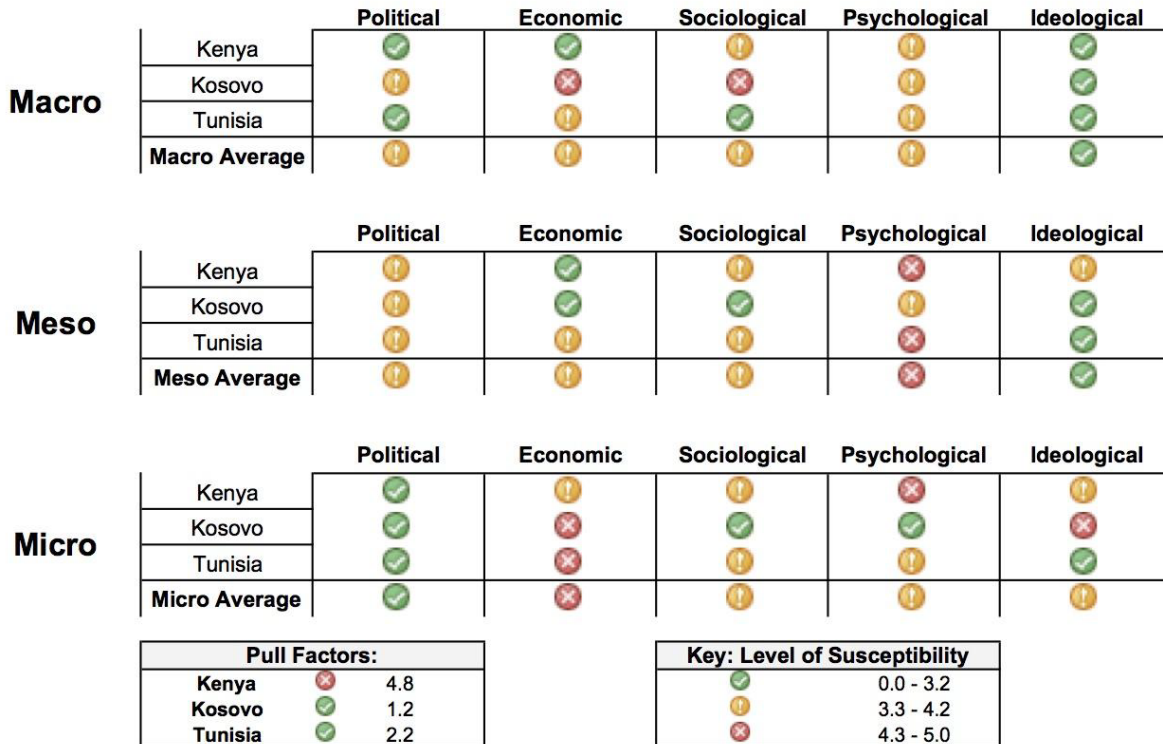 Political Economic Sociological Psychological Ideological
Kenya
Kosovo
Macro
Tunisia
Macro Average
Political Economic Sociological Psychological Ideological
Kenya
Kosovo
Meso
Tunisia
Meso Average
Political Economic Sociological Psychological Ideological
Kenya
Kosovo
Micro
Tunisia
Micro Average
Pull Factors:
Kenya 4.8
Kosovo 1.2
Tunisia 2.2
Key: Level of Susceptibility
0.0 - 3.2
3.3 - 4.2
4.3 - 5.0